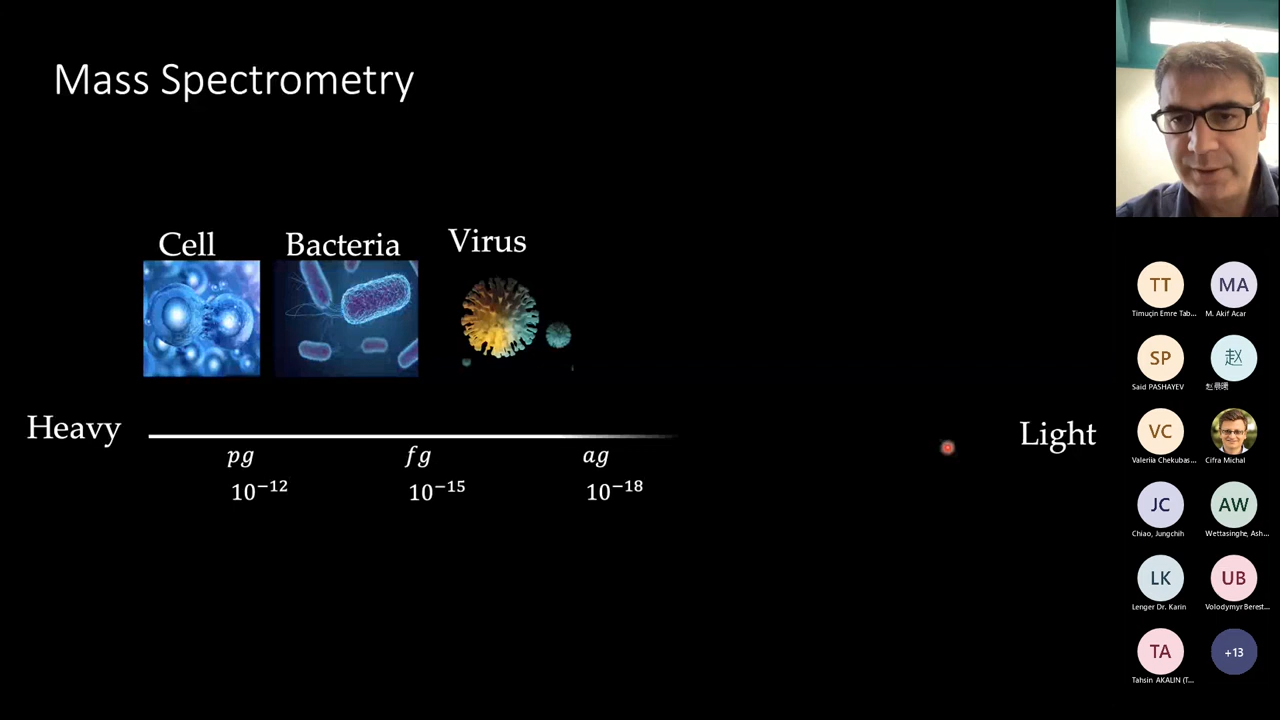 Mass Spectrometry
Cell
Bacteria
Virus
Heavy
Light
pg
fg
ag
10⁻¹²
10⁻¹⁵
10⁻¹⁸
TT
MA
Timuçin Emre Tab...
M. Akif Acar
SP
赵
Said PASHAYEV
VC
Valeriia Chekubas...
Cifra Michal
JC
AW
Chiao, Jungchih
Wettasinghe, Ash...
LK
UB
Lenger Dr. Karin
Volodymyr Berest...
TA
+13
Tahsin AKALIN (T...